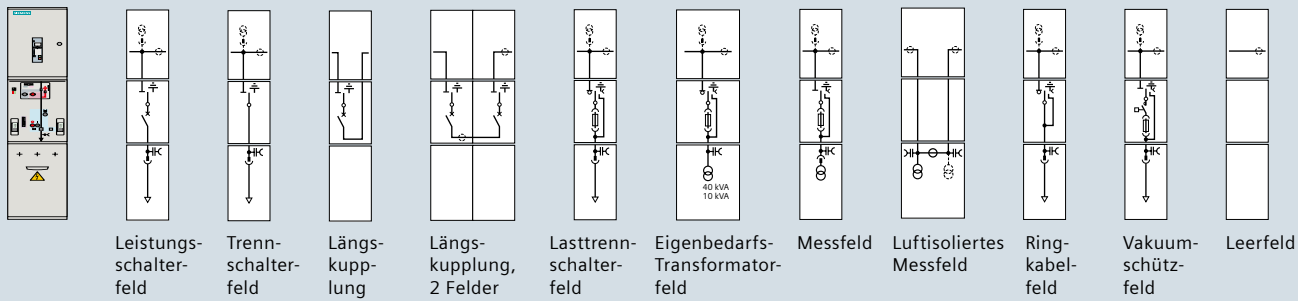 SIEMENS
40 kVA
10 kVA
Leistungs-
schalter-
feld
Trenn-
schalter-
feld
Längs-
kupp-
lung
Längs-
kupplung,
2 Felder
Lasttrenn-
schalter-
feld
Eigenbedarfs-
Transformator-
feld
Messfeld
Luftisoliertes
Messfeld
Ring-
kabel-
feld
Vakuum-
schütz-
feld
Leerfeld